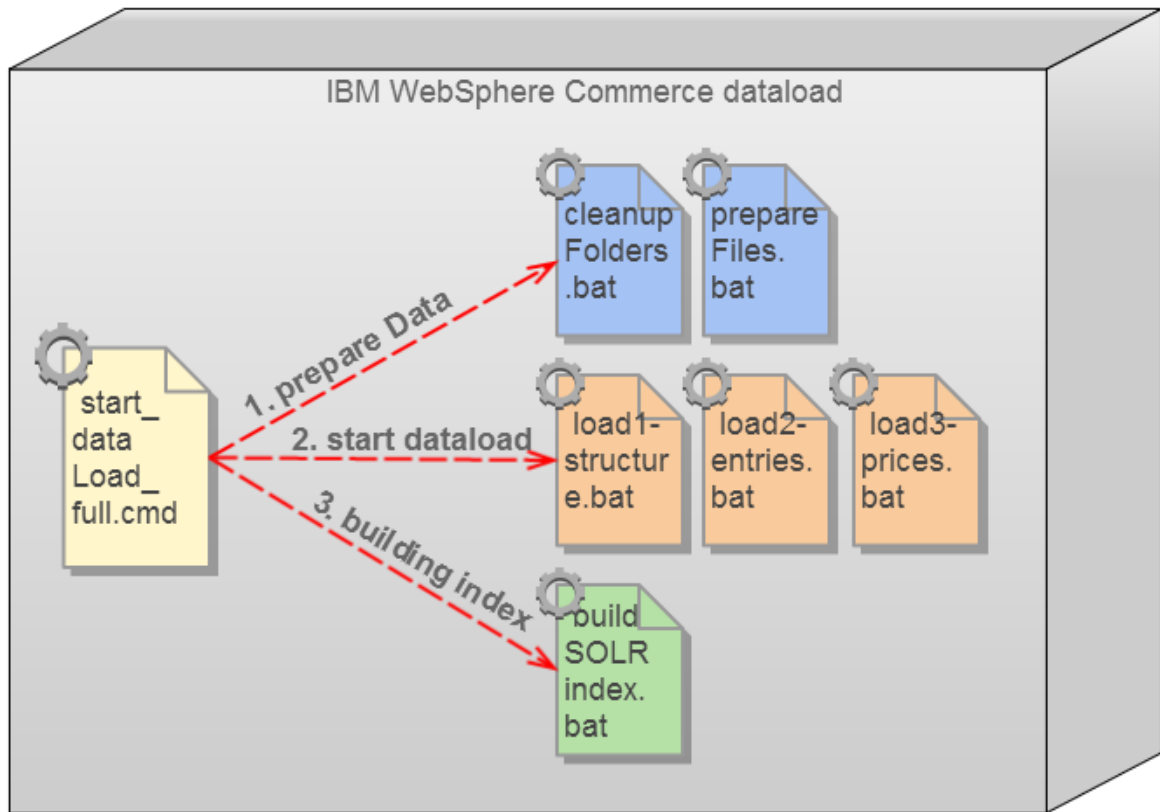 IBM WebSphere Commerce dataload
cleanup
Folders
.bat
prepare
Files.
bat
1. prepare Data
start_
data
Load_
full.cmd
2. start dataload
load1-
structur
e.bat
load2-
entries.
bat
load3-
prices.
bat
3. building index
build
SOLR
index.
bat